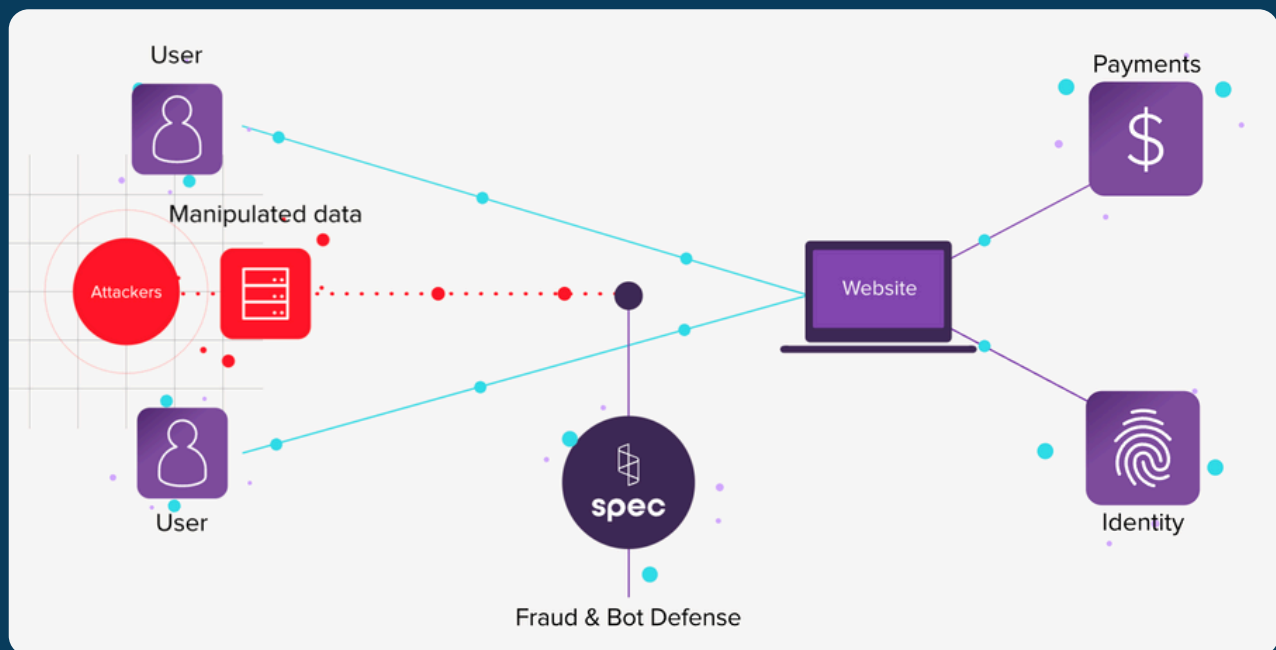 User
Payments
$
Manipulated data
Attackers
Website
spec
User
Identity
Fraud & Bot Defense